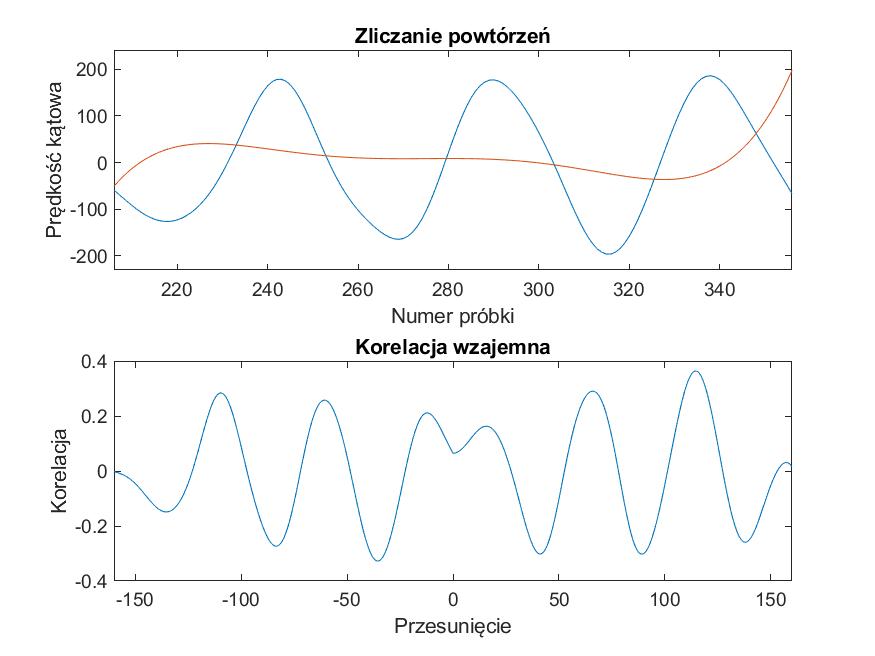 Zliczanie powtórzeń
Prędkość kątowa
200
100
0
-100
-200
220 240 260 280 300 320 340
Numer próbki
Korelacja wzajemna
Korelacja
0.4
0.2
0
-0.2
-0.4
-150 -100 -50 0 50 100 150
Przesunięcie